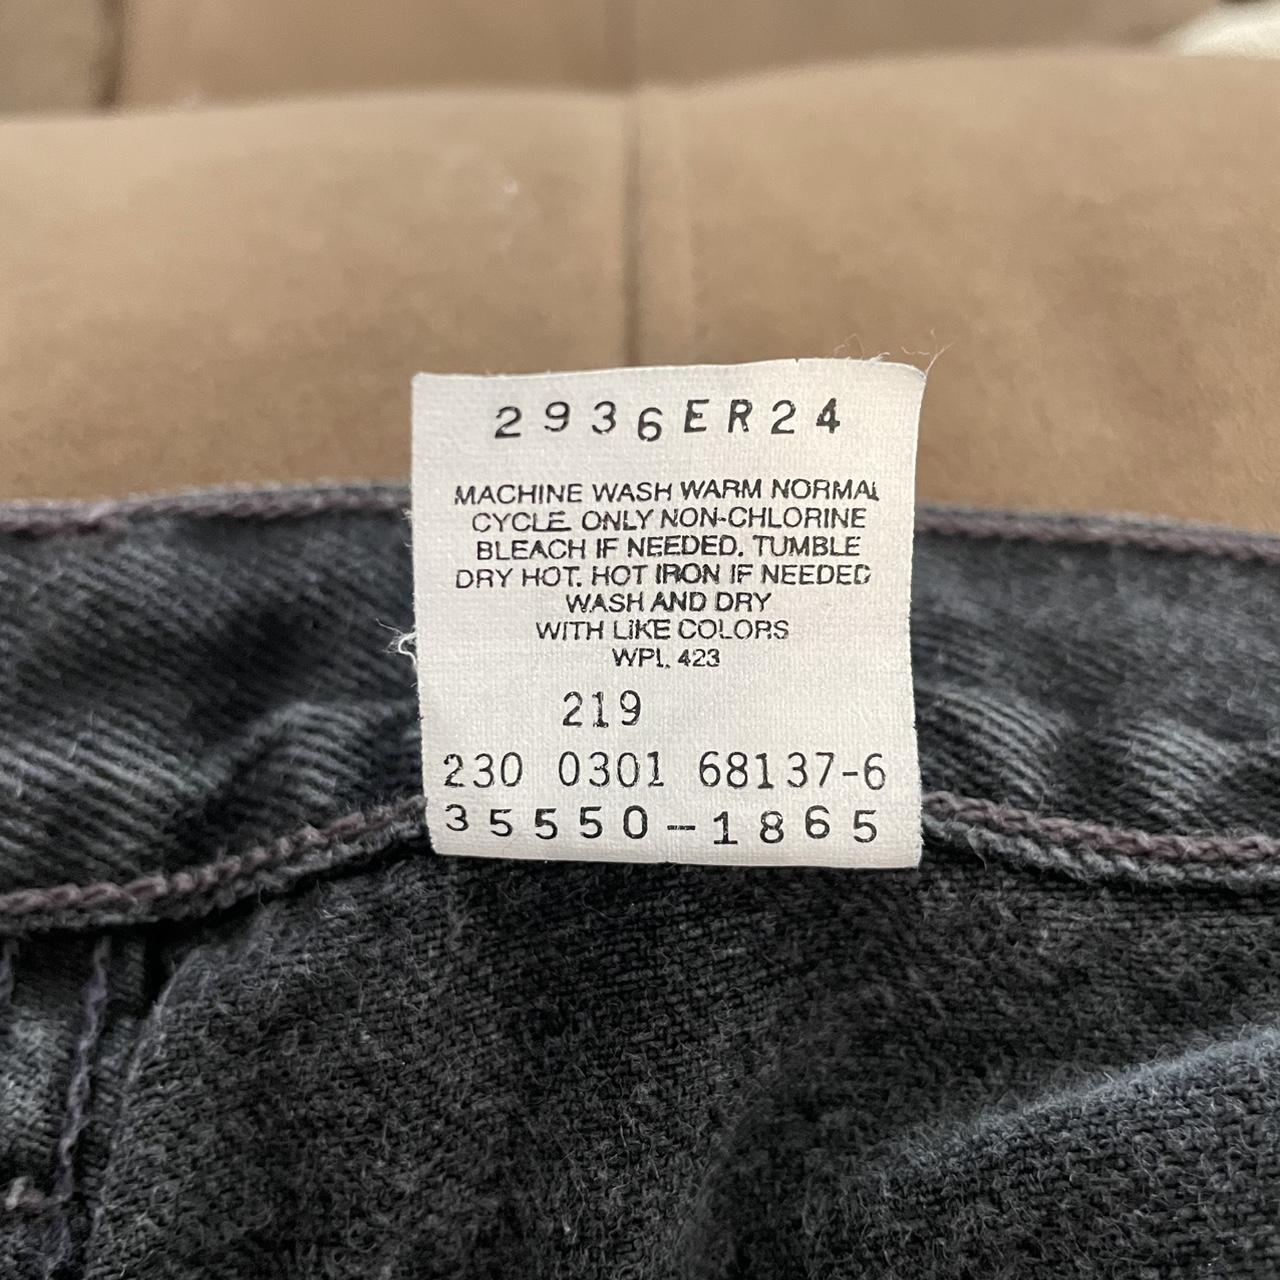 2936ER24
MACHINE WASH WARM NORMAL
CYCLE. ONLY NON-CHLORINE
BLEACH IF NEEDED. TUMBLE
DRY HOT. HOT IRON IF NEEDED
WASH AND DRY
WITH LIKE COLORS
WPL 423
219
230 0301 68137-6
35550-1865